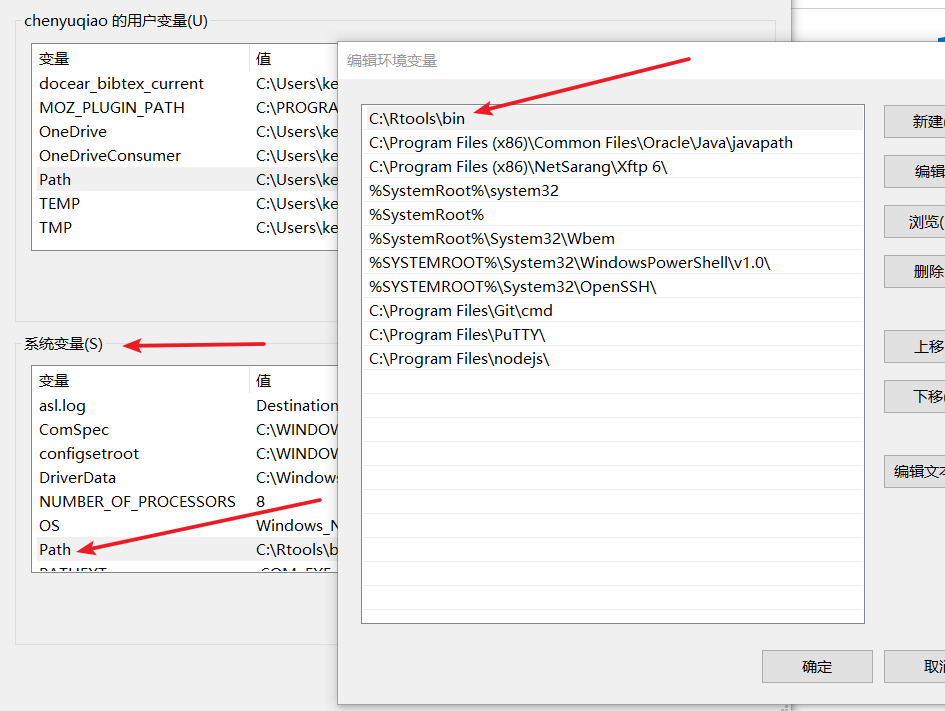 chenyuqiao 的用户变量(U)
变量 值
docear_bibtex_current C:\Users\ke
MOZ_PLUGIN_PATH C:\PROGRA
OneDrive C:\Users\ke
OneDriveConsumer C:\Users\ke
Path C:\Users\ke
TEMP C:\Users\ke
TMP C:\Users\ke
系统变量(S)
变量 值
asl.log Destination
ComSpec C:\WINDOW
configsetroot C:\WINDOW
DriverData C:\Windows
NUMBER_OF_PROCESSORS 8
OS Windows_N
Path C:\Rtools\b
PATHEXT .COM;.EXE
编辑环境变量
C:\Rtools\bin
C:\Program Files (x86)\Common Files\Oracle\Java\javapath
C:\Program Files (x86)\NetSarang\Xftp 6\
%SystemRoot%\system32
%SystemRoot%
%SystemRoot%\System32\Wbem
%SYSTEMROOT%\System32\WindowsPowerShell\v1.0\
%SYSTEMROOT%\System32\OpenSSH\
C:\Program Files\Git\cmd
C:\Program Files\PuTTY\
C:\Program Files\nodejs\
新建(
编辑
浏览(
删除
上移
下移(
编辑文本
确定
取消